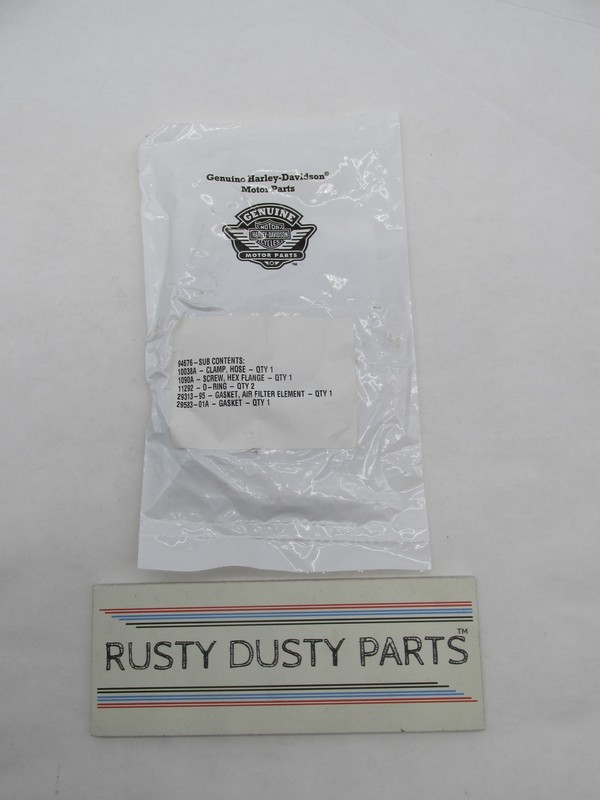 Genuine Harley-Davidson®
Motor Parts
GENUINE
MOTOR
HARLEY-DAVIDSON
CYCLES
MOTOR PARTS
™
94676-SUB CONTENTS:
10038A - CLAMP, HOSE - QTY 1
1090A - SCREW, HEX FLANGE - QTY 1
11292 - O-RING - QTY 2
29313-95 - GASKET, AIR FILTER ELEMENT - QTY 1
29583-01A - GASKET - QTY 1
RUSTY DUSTY PARTS™